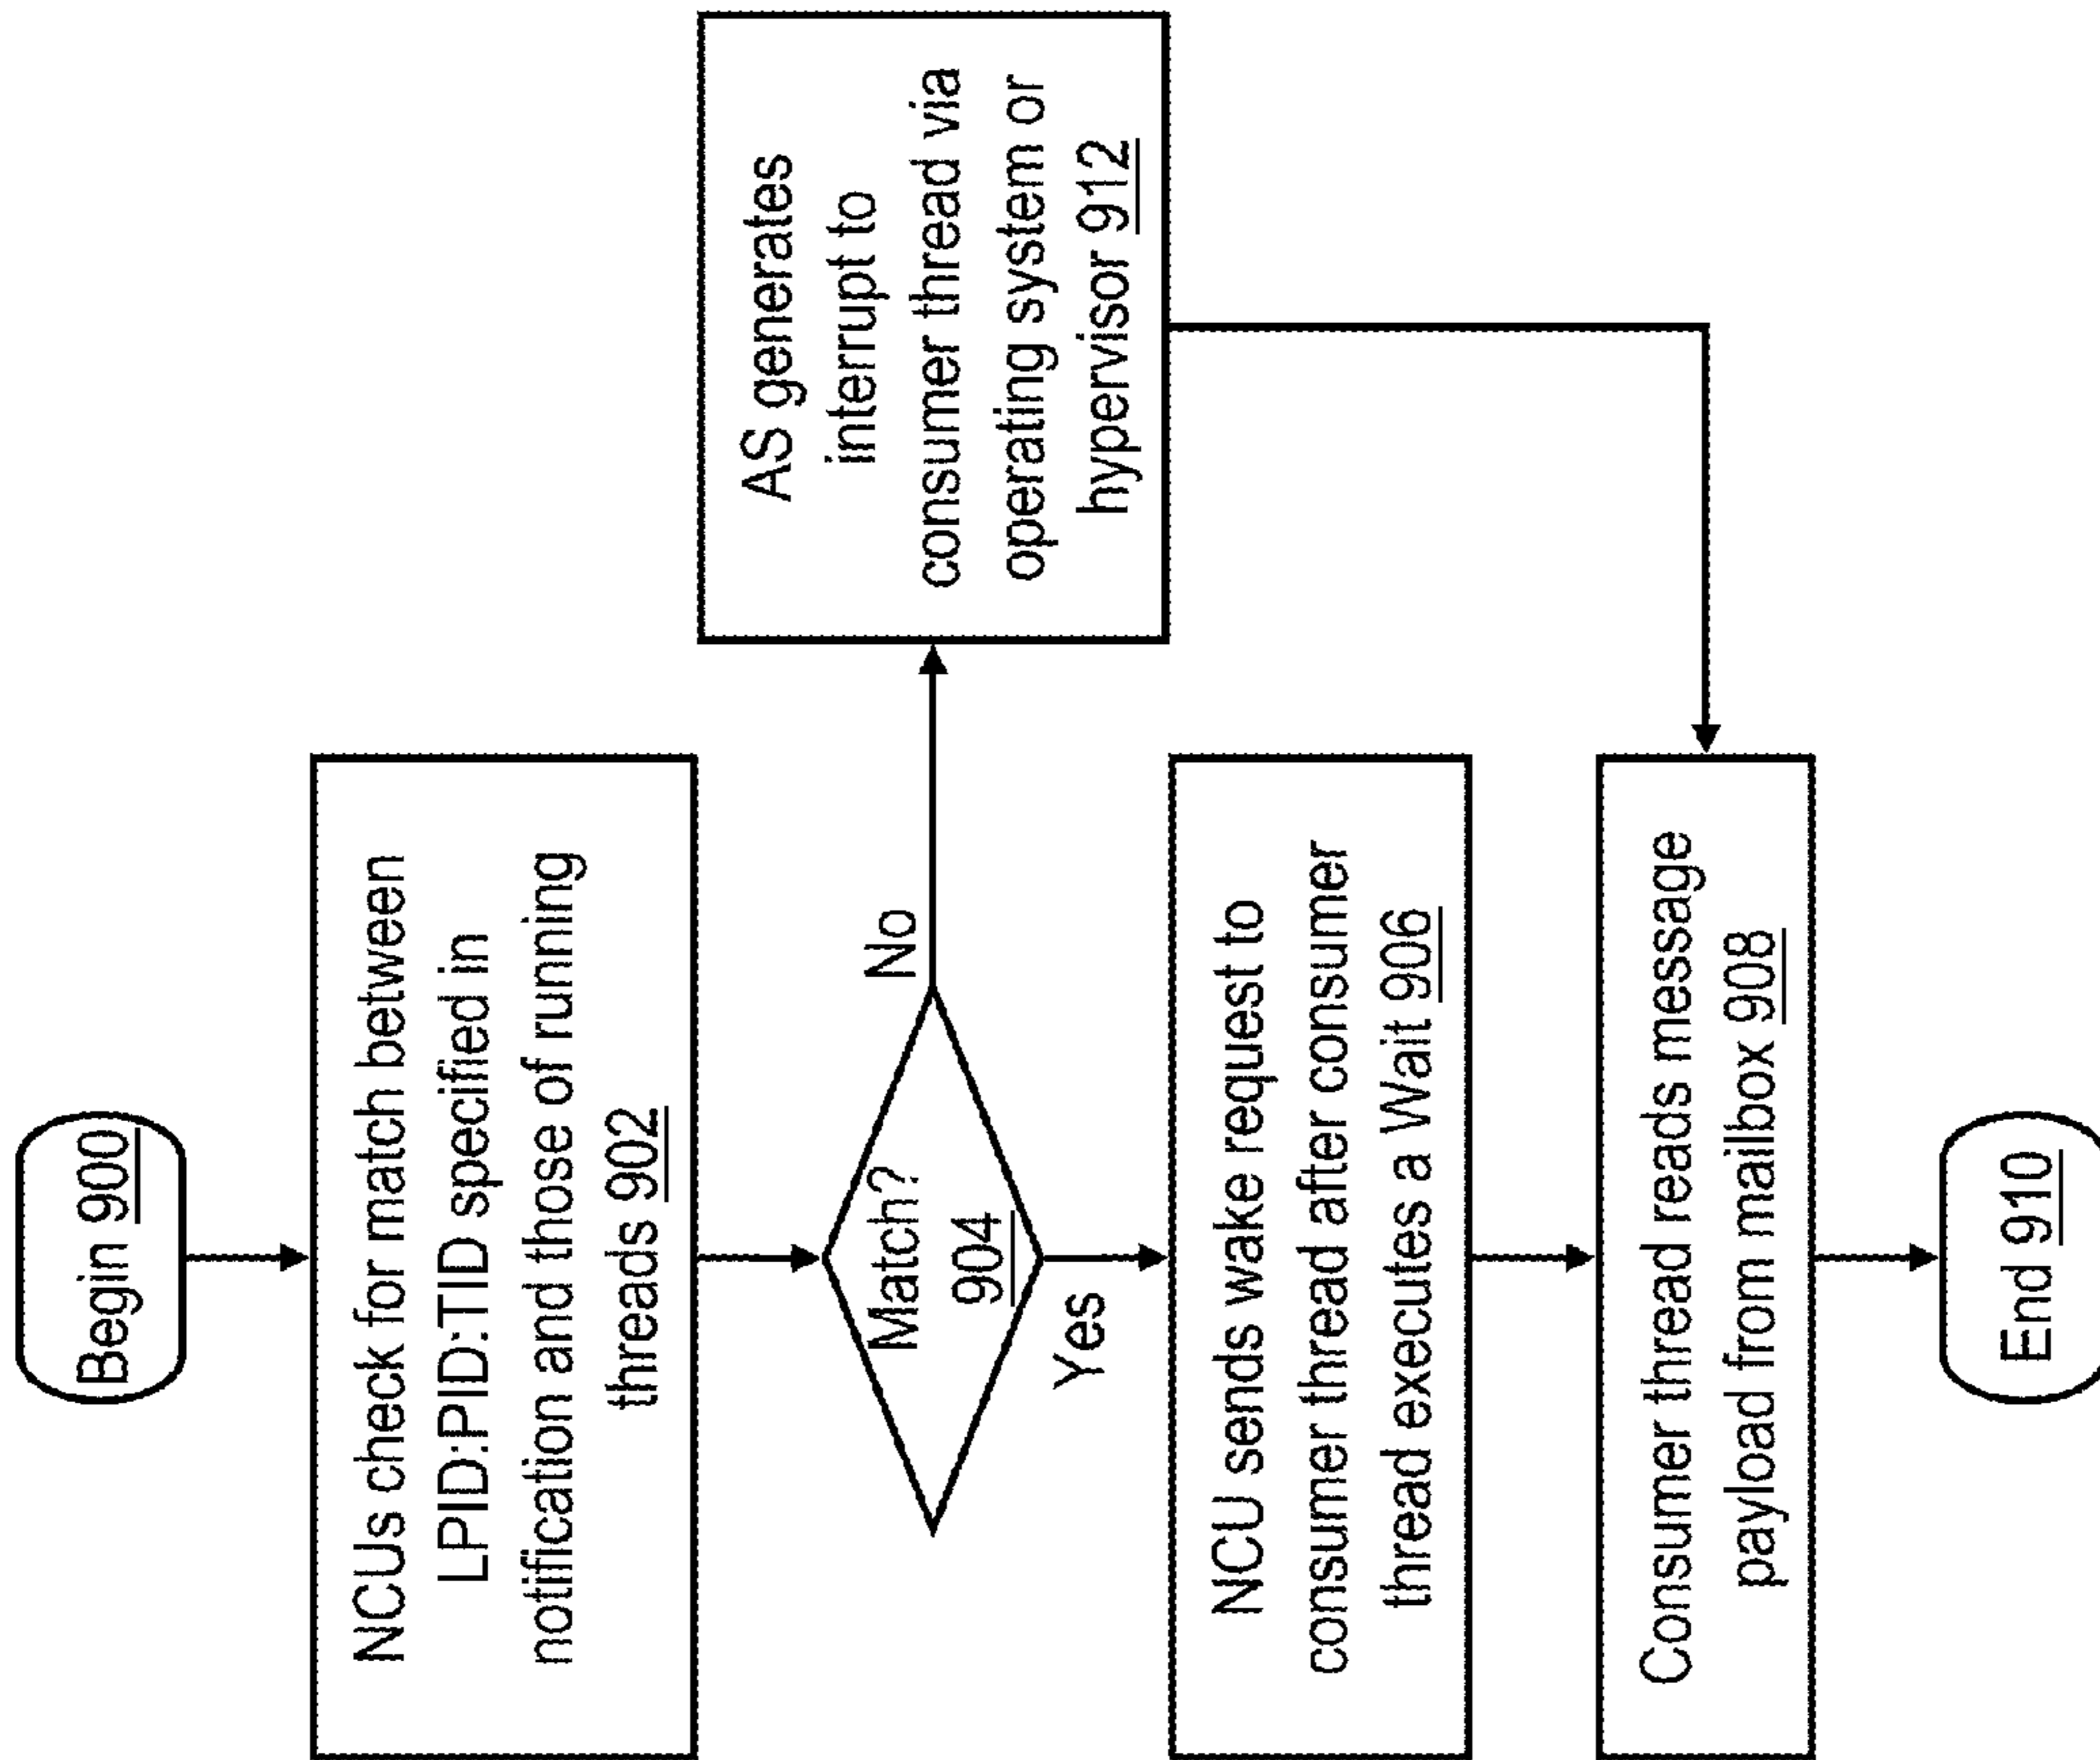 Begin 900
NCUs check for match between
LPID:PID:TID specified in
notification and those of running
threads 902
Match?
904
No
Yes
AS generates
interrupt to
consumer thread via
operating system or
hypervisor 912
NCU sends wake request to
consumer thread after consumer
thread executes a Wait 906
Consumer thread reads message
payload from mailbox 908
End 910